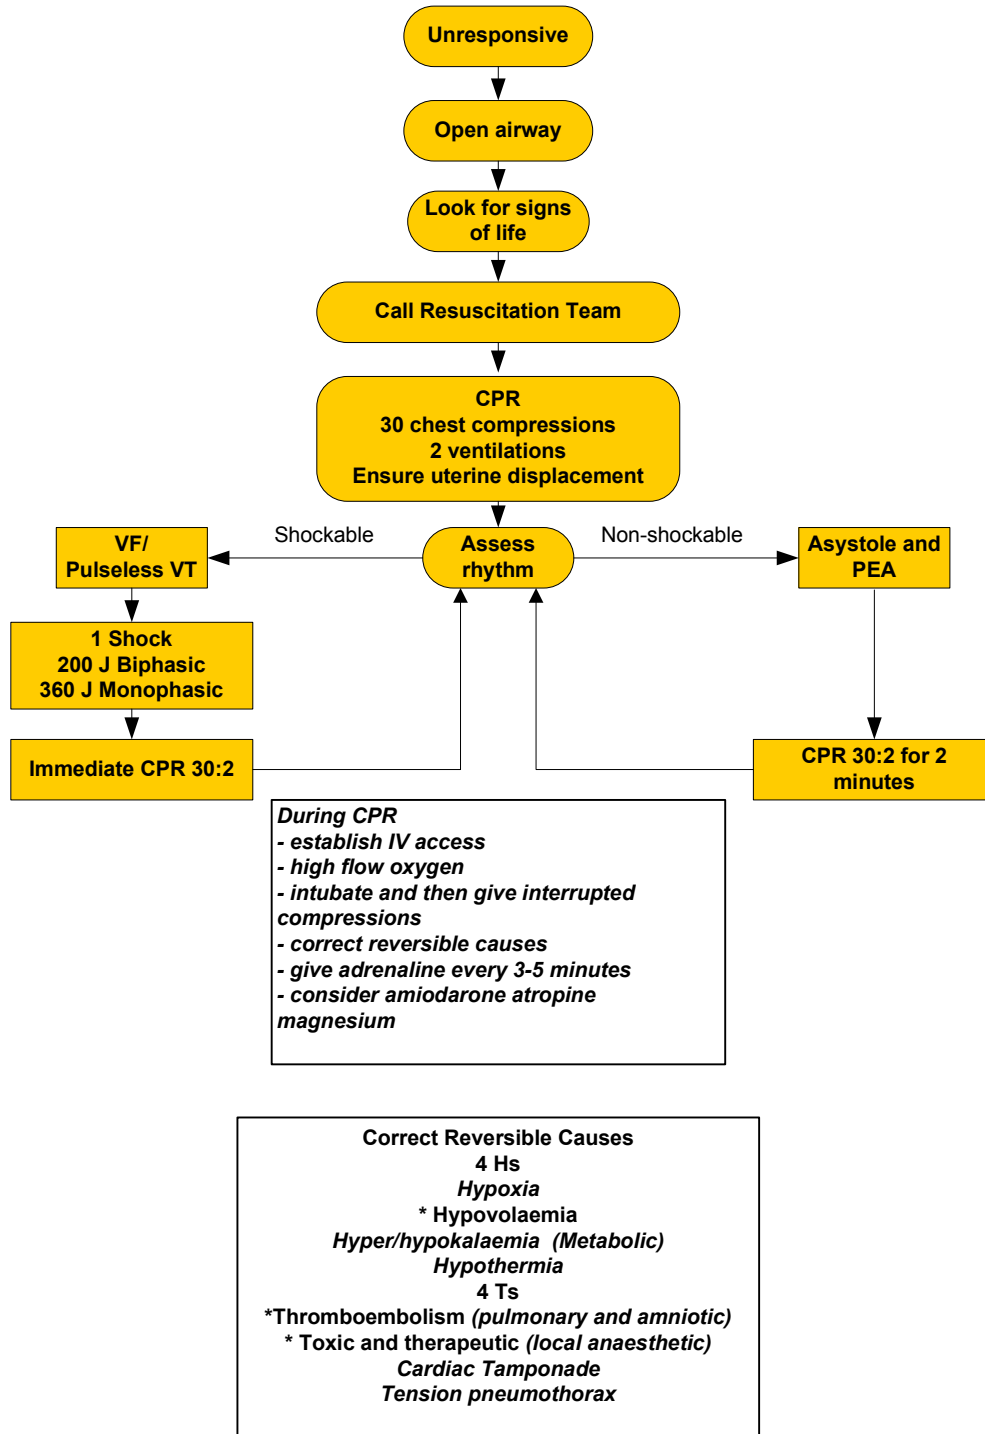 Unresponsive
Open airway
Look for signs
of life
Call Resuscitation Team
CPR
30 chest compressions
2 ventilations
Ensure uterine displacement
Shockable
Non-shockable
VF/
Pulseless VT
Assess
rhythm
Asystole and
PEA
1 Shock
200 J Biphasic
360 J Monophasic
Immediate CPR 30:2
CPR 30:2 for 2
minutes
During CPR
- establish IV access
- high flow oxygen
- intubate and then give interrupted
compressions
- correct reversible causes
- give adrenaline every 3-5 minutes
- consider amiodarone atropine
magnesium
Correct Reversible Causes
4 Hs
Hypoxia
* Hypovolaemia
Hyper/hypokalaemia (Metabolic)
Hypothermia
4 Ts
*Thromboembolism (pulmonary and amniotic)
* Toxic and therapeutic (local anaesthetic)
Cardiac Tamponade
Tension pneumothorax